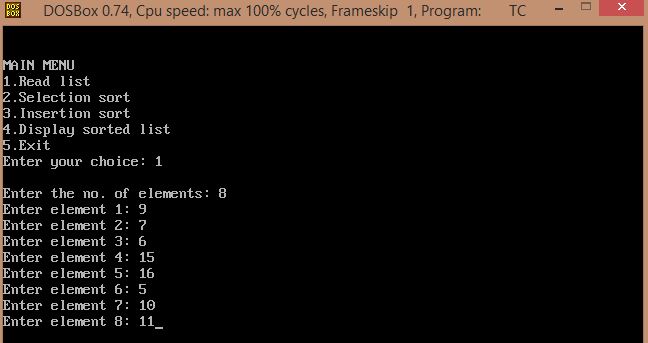 DOS BOX DOSBox 0.74, Cpu speed: max 100% cycles, Frameskip 1, Program: TC
MAIN MENU
1.Read list
2.Selection sort
3.Insertion sort
4.Display sorted list
5.Exit
Enter your choice: 1
Enter the no. of elements: 8
Enter element 1: 9
Enter element 2: 7
Enter element 3: 6
Enter element 4: 15
Enter element 5: 16
Enter element 6: 5
Enter element 7: 10
Enter element 8: 11_